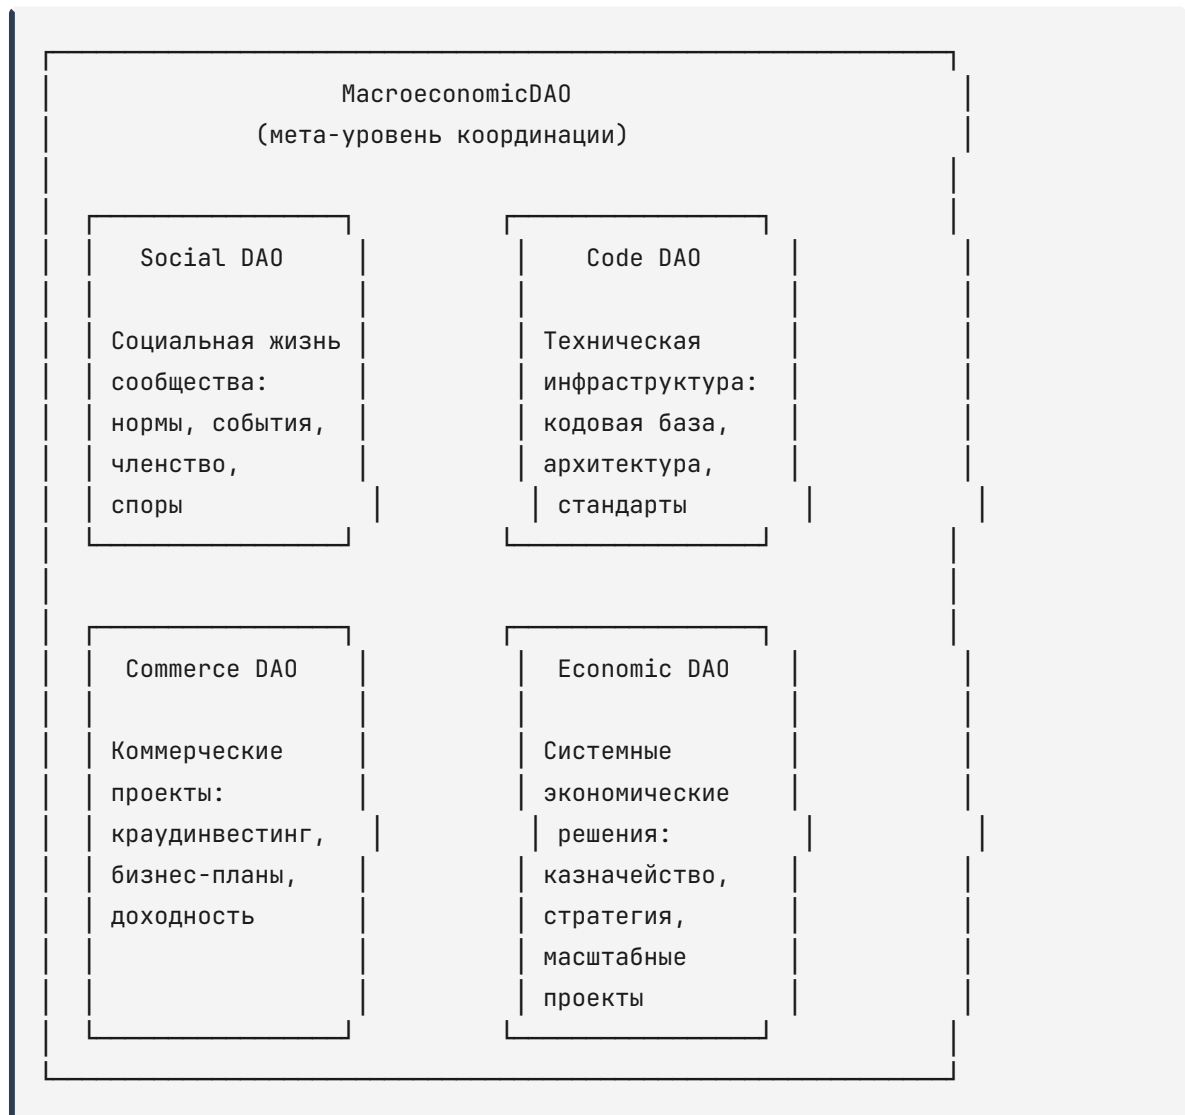 MacroeconomicDAO
(мета-уровень координации)
Social DAO
Социальная жизнь
сообщества:
нормы, события,
членство,
споры
Code DAO
Техническая
инфраструктура:
кодовая база,
архитектура,
стандарты
Commerce DAO
Коммерческие
проекты:
краудинвестинг,
бизнес-планы,
доходность
Economic DAO
Системные
экономические
решения:
казначейство,
стратегия,
масштабные
проекты